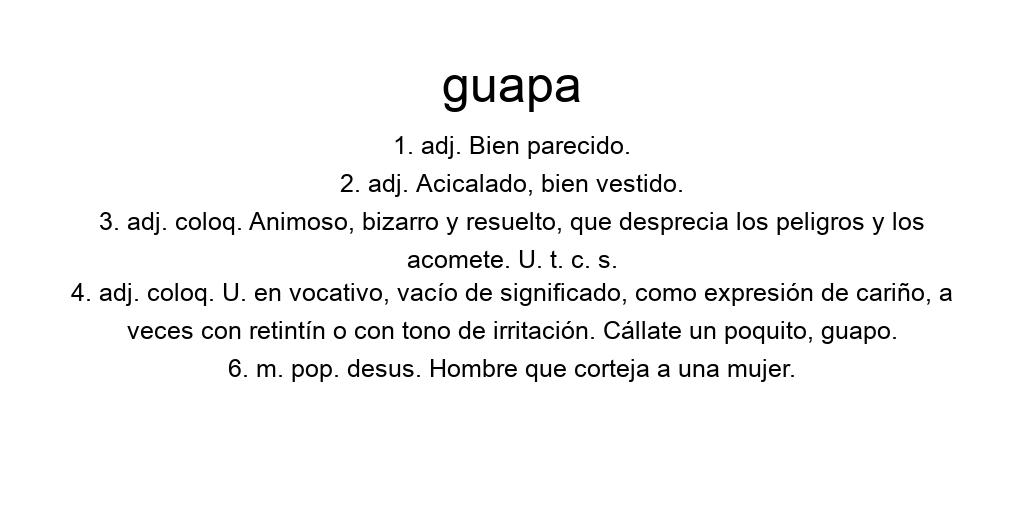 guapa
1. adj. Bien parecido.
2. adj. Acicalado, bien vestido.
3. adj. coloq. Animoso, bizarro y resuelto, que desprecia los peligros y los
acomete. U. t. c. s.
4. adj. coloq. U. en vocativo, vacío de significado, como expresión de cariño, a
veces con retintín o con tono de irritación. Cállate un poquito, guapo.
6. m. pop. desus. Hombre que corteja a una mujer.